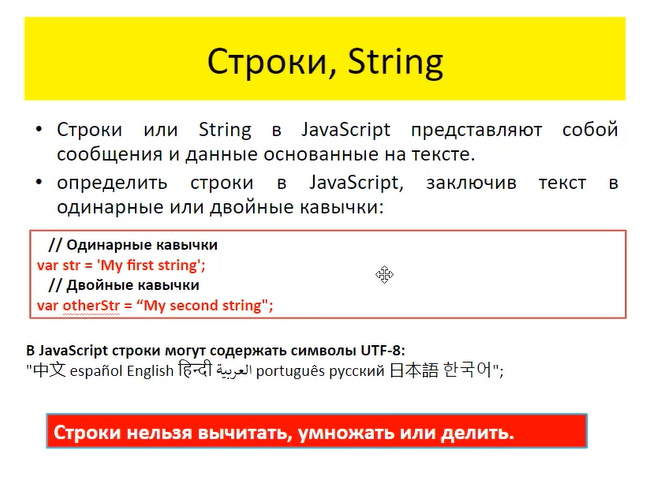 Строки, String
• Строки или String в JavaScript представляют собой
сообщения и данные основанные на тексте.
• определить строки в JavaScript, заключив текст в
одинарные или двойные кавычки:
// Одинарные кавычки
var str = 'My first string';
// Двойные кавычки
var otherStr = “My second string";
В JavaScript строки могут содержать символы UTF-8:
"中文 español English हिन्दी العربية português русский 日本語 한국어";
Строки нельзя вычитать, умножать или делить.